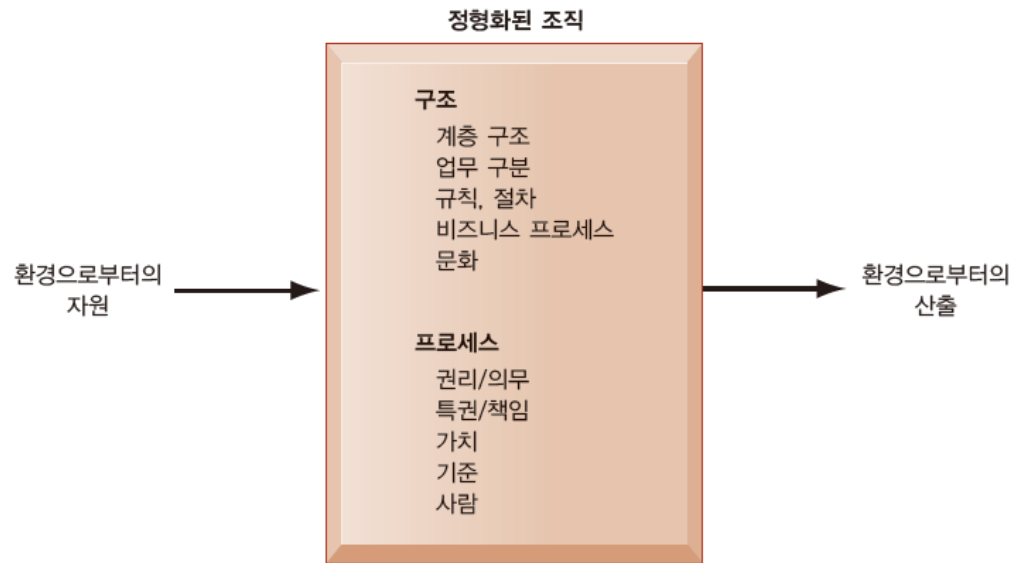 정형화된 조직
구조
계층 구조
업무 구분
규칙, 절차
비즈니스 프로세스
문화
환경으로부터의
자원
환경으로부터의
산출
프로세스
권리/의무
특권/책임
가치
기준
사람